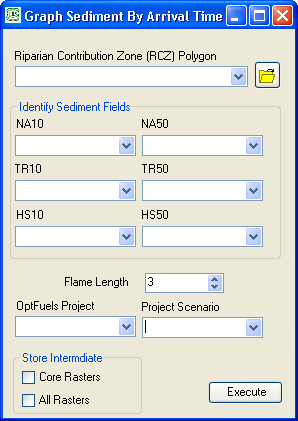 Graph Sediment By Arrival Time
Riparian Contribution Zone (RCZ) Polygon
Identify Sediment Fields
NA10 NA50
TR10 TR50
HS10 HS50
Flame Length 3
OptFuels Project Project Scenario
Store Intermdiate
Core Rasters
All Rasters
Execute